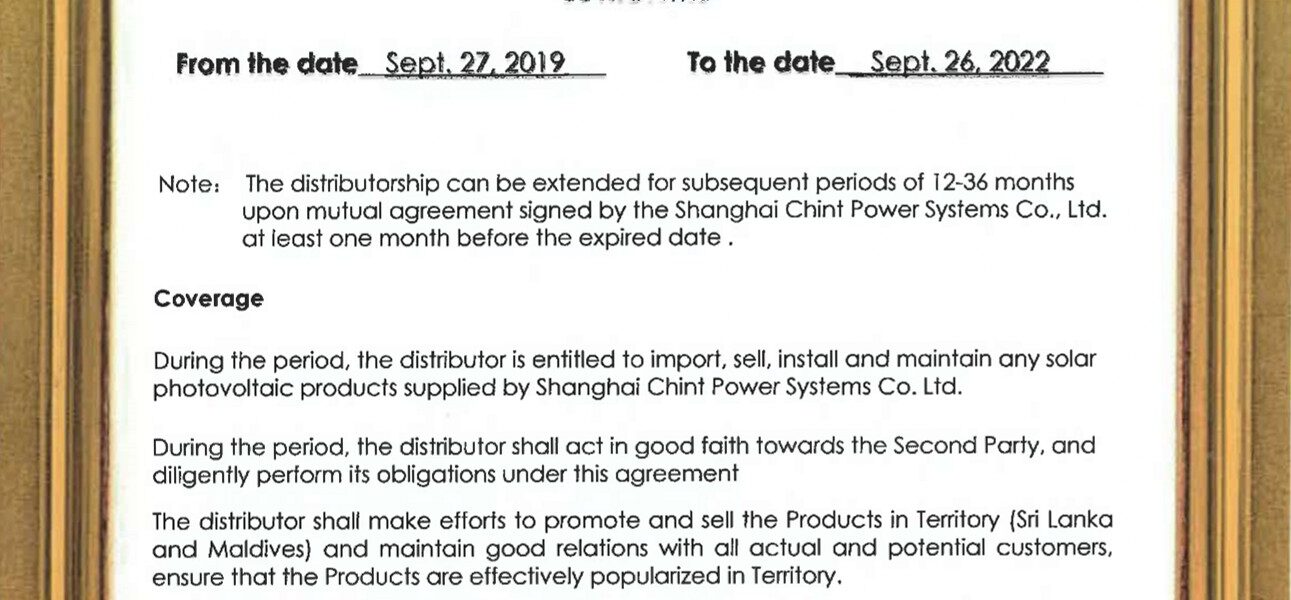 From the date Sept. 27, 2019 To the date Sept. 26, 2022
Note: The distributorship can be extended for subsequent periods of 12-36 months
upon mutual agreement signed by the Shanghai Chint Power Systems Co., Ltd.
at least one month before the expired date .
Coverage
During the period, the distributor is entitled to import, sell, install and maintain any solar
photovoltaic products supplied by Shanghai Chint Power Systems Co. Ltd.
During the period, the distributor shall act in good faith towards the Second Party, and
diligently perform its obligations under this agreement
The distributor shall make efforts to promote and sell the Products in Territory (Sri Lanka
and Maldives) and maintain good relations with all actual and potential customers,
ensure that the Products are effectively popularized in Territory.